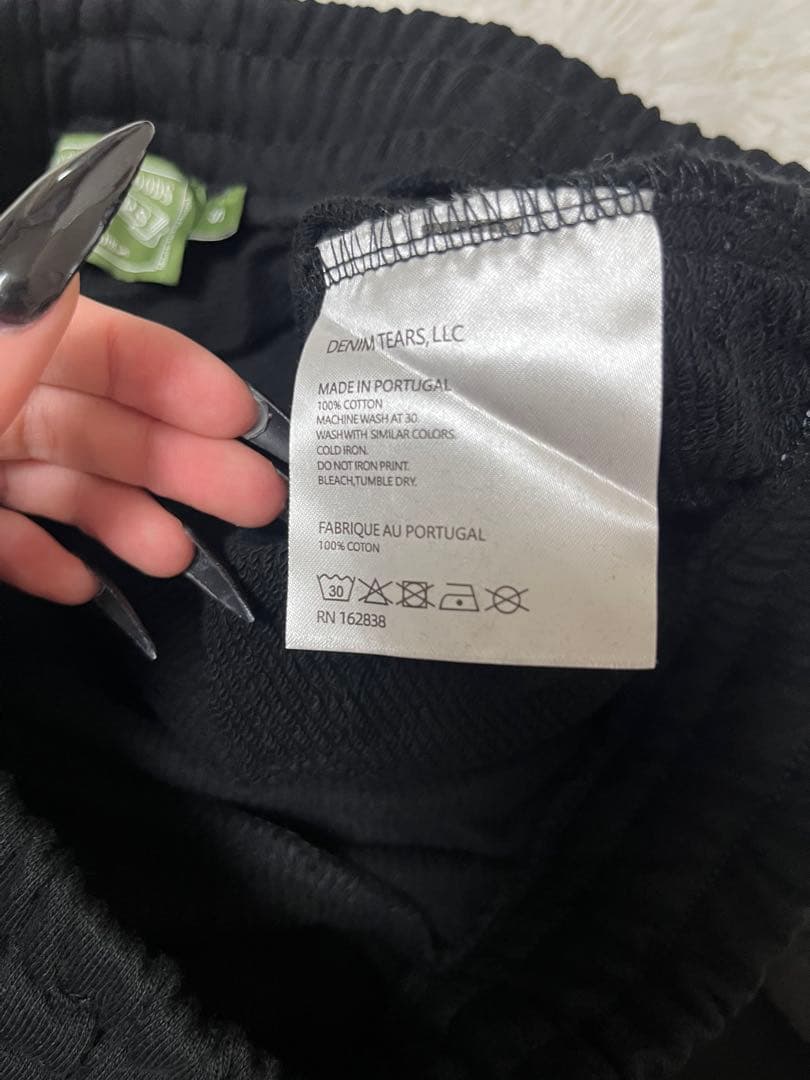 DENIM TEARS, LLC
MADE IN PORTUGAL
100% COTTON
MACHINE WASH AT 30.
WASH WITH SIMILAR COLORS.
COLD IRON.
DO NOT IRON PRINT.
BLEACH,TUMBLE DRY.
FABRIQUE AU PORTUGAL
100% COTON
30
RN 162838